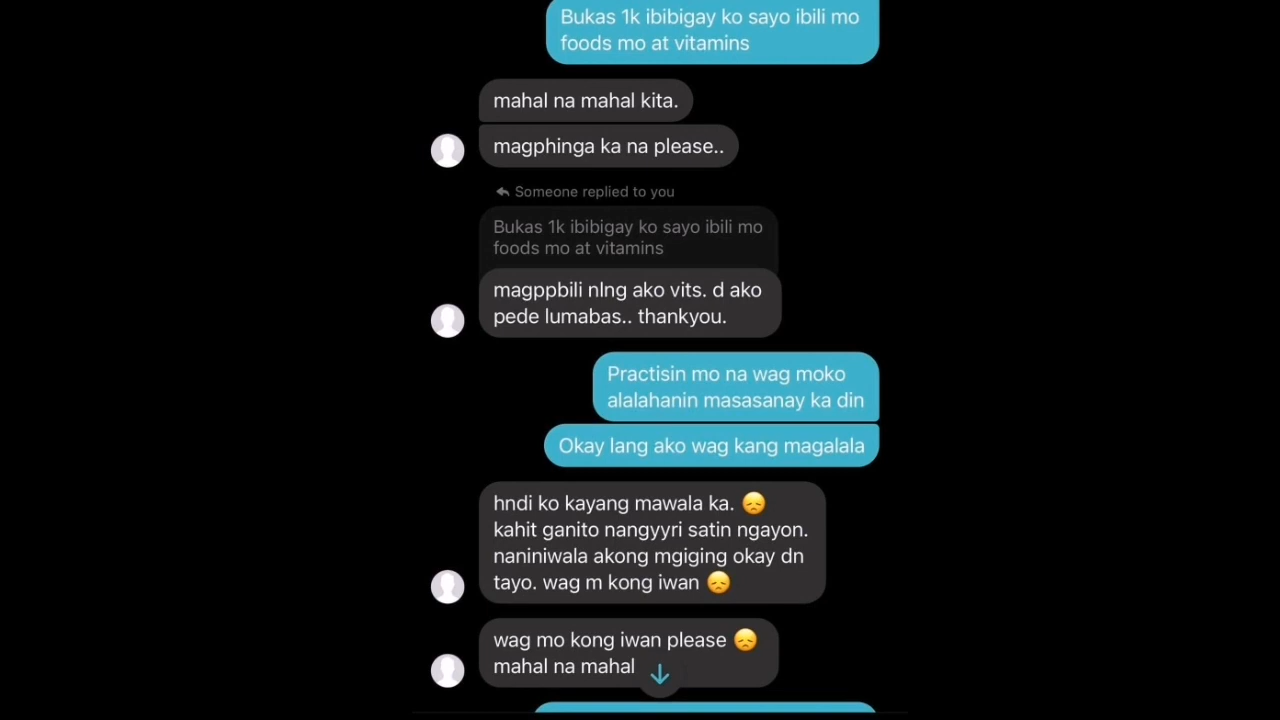 Bukas 1k ibibigay ko sayo ibili mo
foods mo at vitamins
mahal na mahal kita.
magphinga ka na please..
Someone replied to you
Bukas 1k ibibigay ko sayo ibili mo
foods mo at vitamins
magppbili nlng ako vits. d ako
pede lumabas.. thankyou.
Practisin mo na wag moko
alalahanin masasanay ka din
Okay lang ako wag kang magalala
hndi ko kayang mawala ka. 😞
kahit ganito nangyyri satin ngayon.
naniniwala akong mgiging okay dn
tayo. wag m kong iwan 😞
wag mo kong iwan please 😞
mahal na mahal